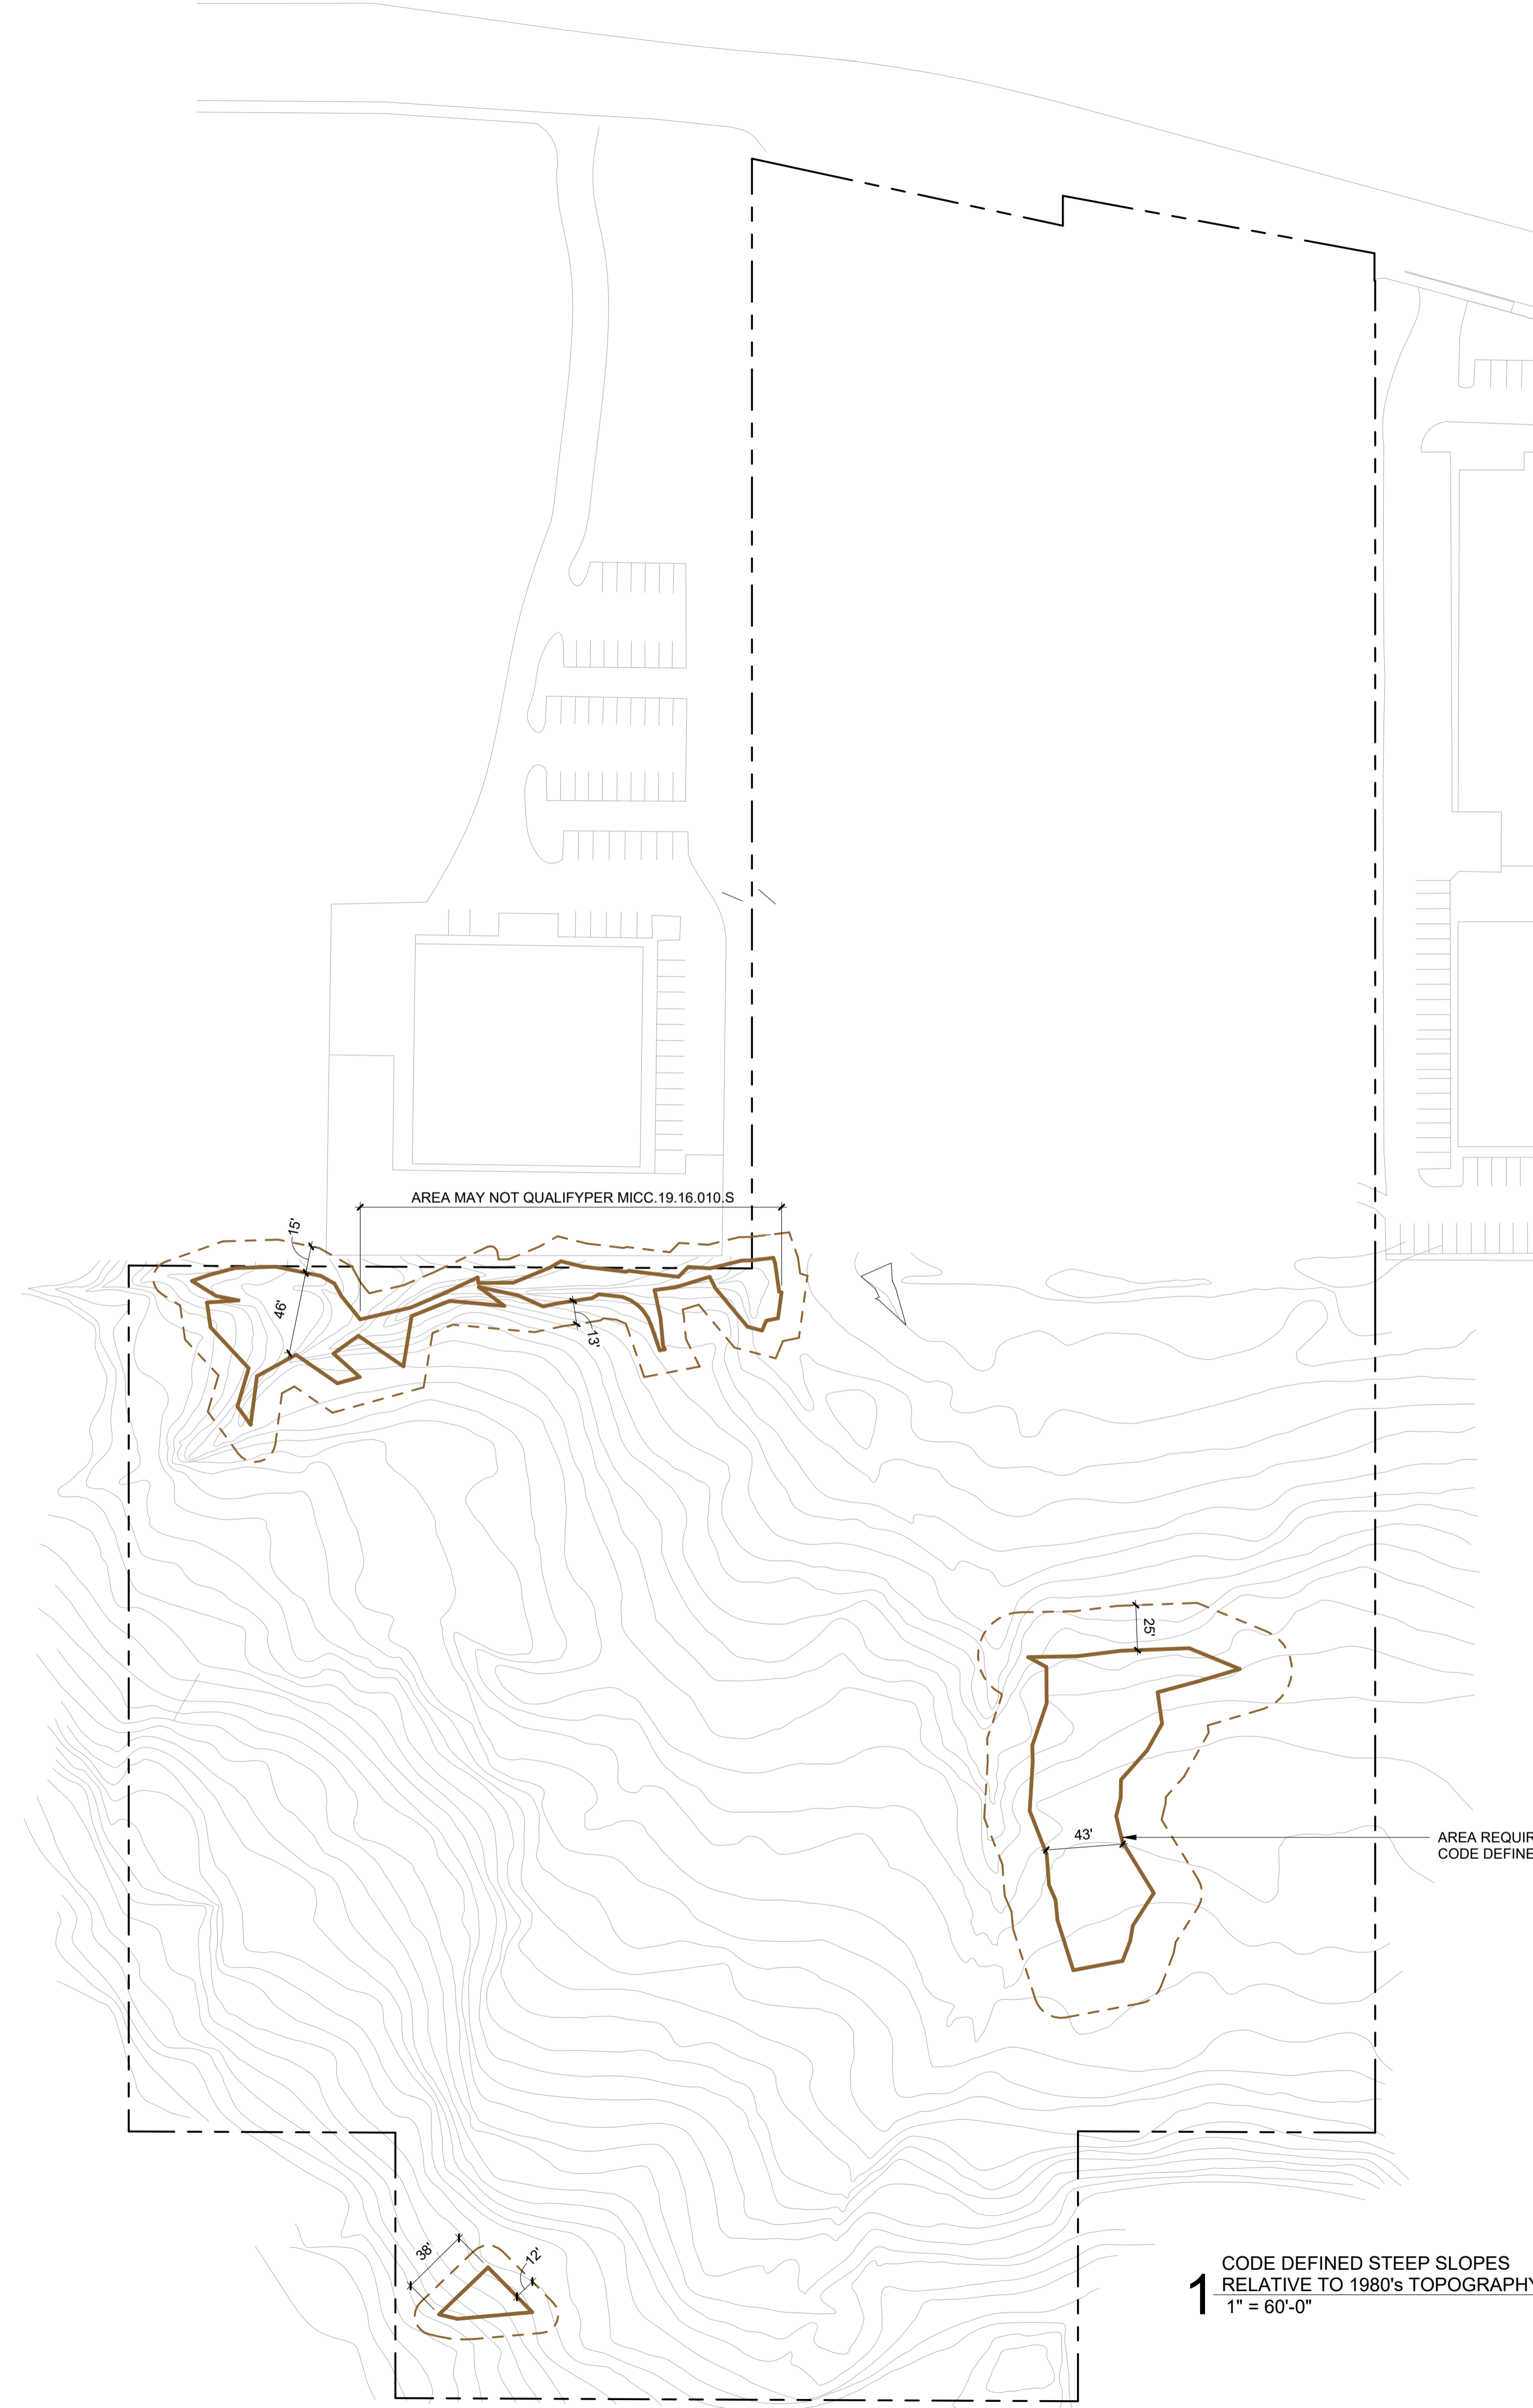 AREA MAY NOT QUALIFYPER MICC.19.16.010.S
15'
46'
13'
25'
43'
AREA REQUIR
CODE DEFINE
38'
12'
1
CODE DEFINED STEEP SLOPES
RELATIVE TO 1980's TOPOGRAPHY
1" = 60'-0"